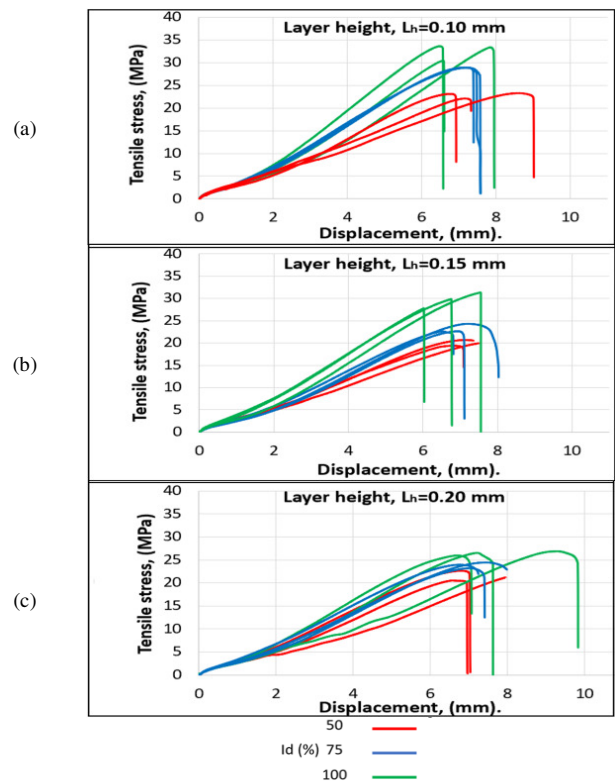 (a)
Layer height, Lh=0.10 mm
Tensile stress, (MPa)
40
35
30
25
20
15
10
5
0
0 2 4 6 8 10
Displacement, (mm).
(b)
Layer height, Lh=0.15 mm
Tensile stress, (MPa)
40
35
30
25
20
15
10
5
0
0 2 4 6 8 10
Displacement, (mm).
(c)
Layer height, Lh=0.20 mm
Tensile stress, (MPa)
40
35
30
25
20
15
10
5
0
0 2 4 6 8 10
Displacement, (mm).
50
Id (%) 75
100